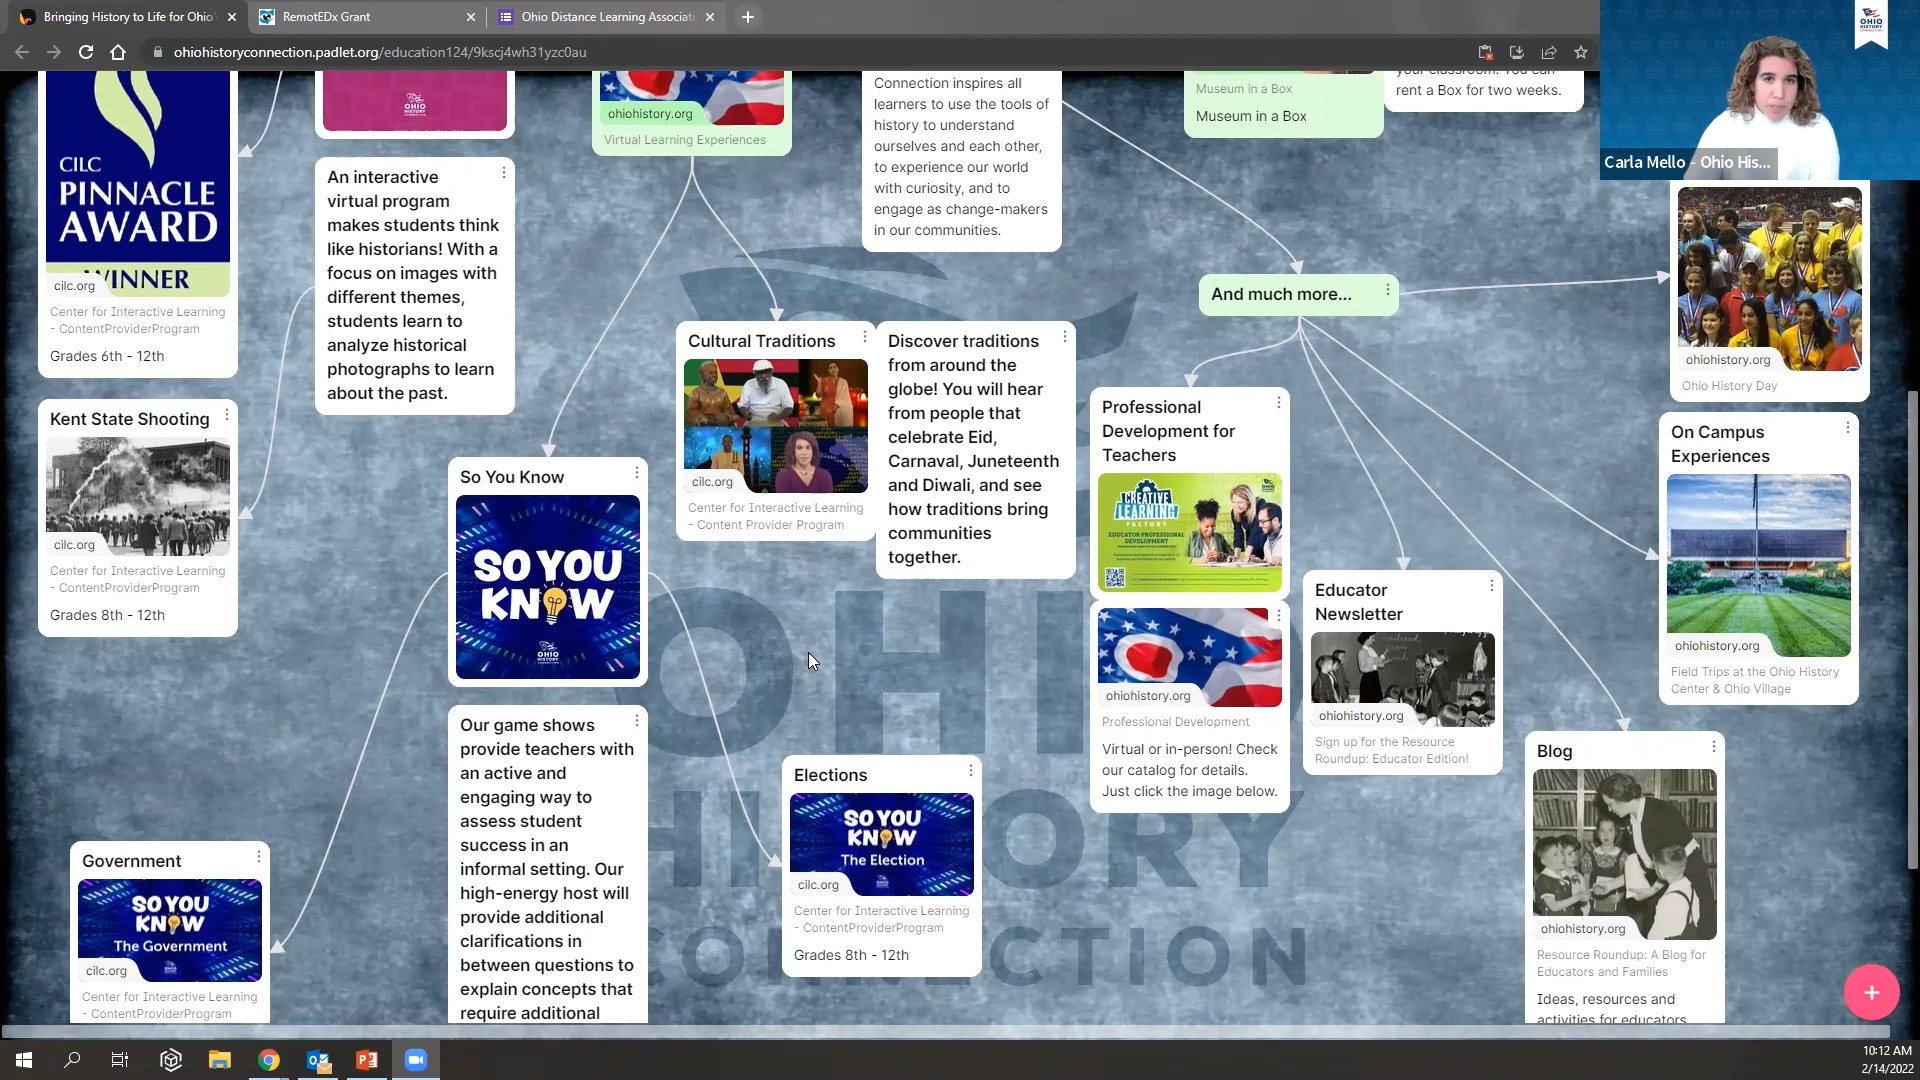 Bringing History to Life for Ohio's
RemotEDx Grant
Ohio Distance Learning Associati
ohiohistoryconnection.padlet.org/education124/9kscj4wh31yzc0au
OHIO
HISTORY
Carla Mello - Ohio His...
CILC
PINNACLE
AWARD
WINNER
cilc.org
Center for Interactive Learning
- ContentProviderProgram
Grades 6th - 12th
Kent State Shooting
cilc.org
Center for Interactive Learning
- ContentProviderProgram
Grades 8th - 12th
OHIO
HISTORY
An interactive
virtual program
makes students think
like historians! With a
focus on images with
different themes,
students learn to
analyze historical
photographs to learn
about the past.
ohiohistory.org
Virtual Learning Experiences
Connection inspires all
learners to use the tools of
history to understand
ourselves and each other,
to experience our world
with curiosity, and to
engage as change-makers
in our communities.
Museum in a Box
Museum in a Box
your classroom. You can
rent a Box for two weeks.
And much more...
ohiohistory.org
Ohio History Day
Cultural Traditions
cilc.org
Center for Interactive Learning
- Content Provider Program
Discover traditions
from around the
globe! You will hear
from people that
celebrate Eid,
Carnaval, Juneteenth
and Diwali, and see
how traditions bring
communities
together.
So You Know
SO YOU
KNOW
OHIO
HISTORY
Our game shows
provide teachers with
an active and
engaging way to
assess student
success in an
informal setting. Our
high-energy host will
provide additional
clarifications in
between questions to
explain concepts that
require additional
Government
SO YOU
KNOW
The Government
cilc.org
Center for Interactive Learning
- ContentProviderProgram
Elections
SO YOU
KNOW
The Election
cilc.org
Center for Interactive Learning
- ContentProviderProgram
Grades 8th - 12th
Professional
Development for
Teachers
CREATIVE
LEARNING
FACTORY
EDUCATOR PROFESSIONAL
DEVELOPMENT
ohiohistory.org
Professional Development
Virtual or in-person! Check
our catalog for details.
Just click the image below.
Educator
Newsletter
ohiohistory.org
Sign up for the Resource
Roundup: Educator Edition!
On Campus
Experiences
ohiohistory.org
Field Trips at the Ohio History
Center & Ohio Village
Blog
ohiohistory.org
Resource Roundup: A Blog for
Educators and Families
Ideas, resources and
activities for educators
OHIO
HISTORY
CONNECTION
10:12 AM
2/14/2022